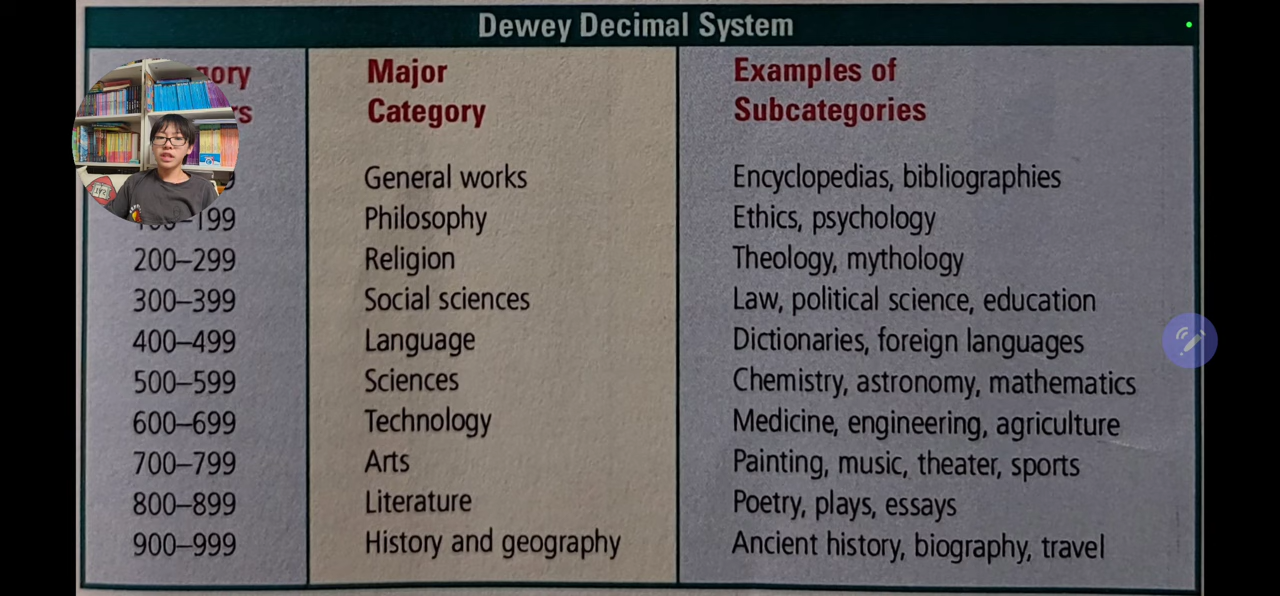 Dewey Decimal System
Major Category
Examples of Subcategories
General works Encyclopedias, bibliographies
Philosophy Ethics, psychology
200–299 Religion Theology, mythology
300–399 Social sciences Law, political science, education
400–499 Language Dictionaries, foreign languages
500–599 Sciences Chemistry, astronomy, mathematics
600–699 Technology Medicine, engineering, agriculture
700–799 Arts Painting, music, theater, sports
800–899 Literature Poetry, plays, essays
900–999 History and geography Ancient history, biography, travel